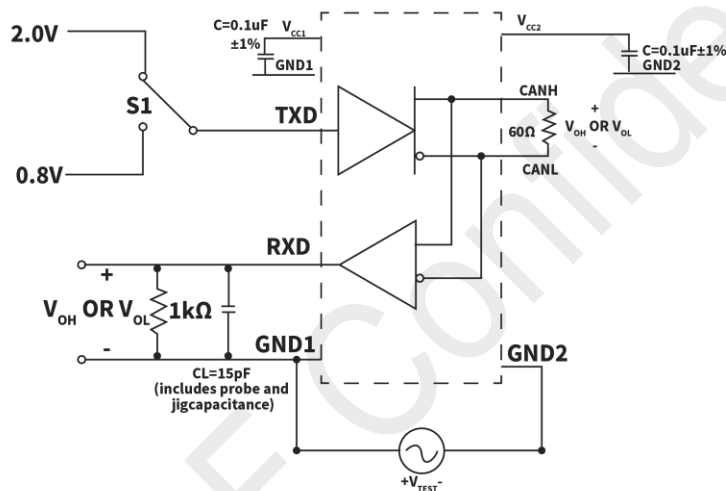 2.0V
S1
0.8V
C=0.1uF
±1%
VCC1
GND1
VCC2
C=0.1uF±1%
GND2
TXD
CANH
60Ω
+
VOH OR VOL
-
CANL
RXD
+
VOH OR VOL
-
1kΩ
GND1
CL=15pF
(includes probe and
jigcapacitance)
GND2
+VTEST-
F Confide